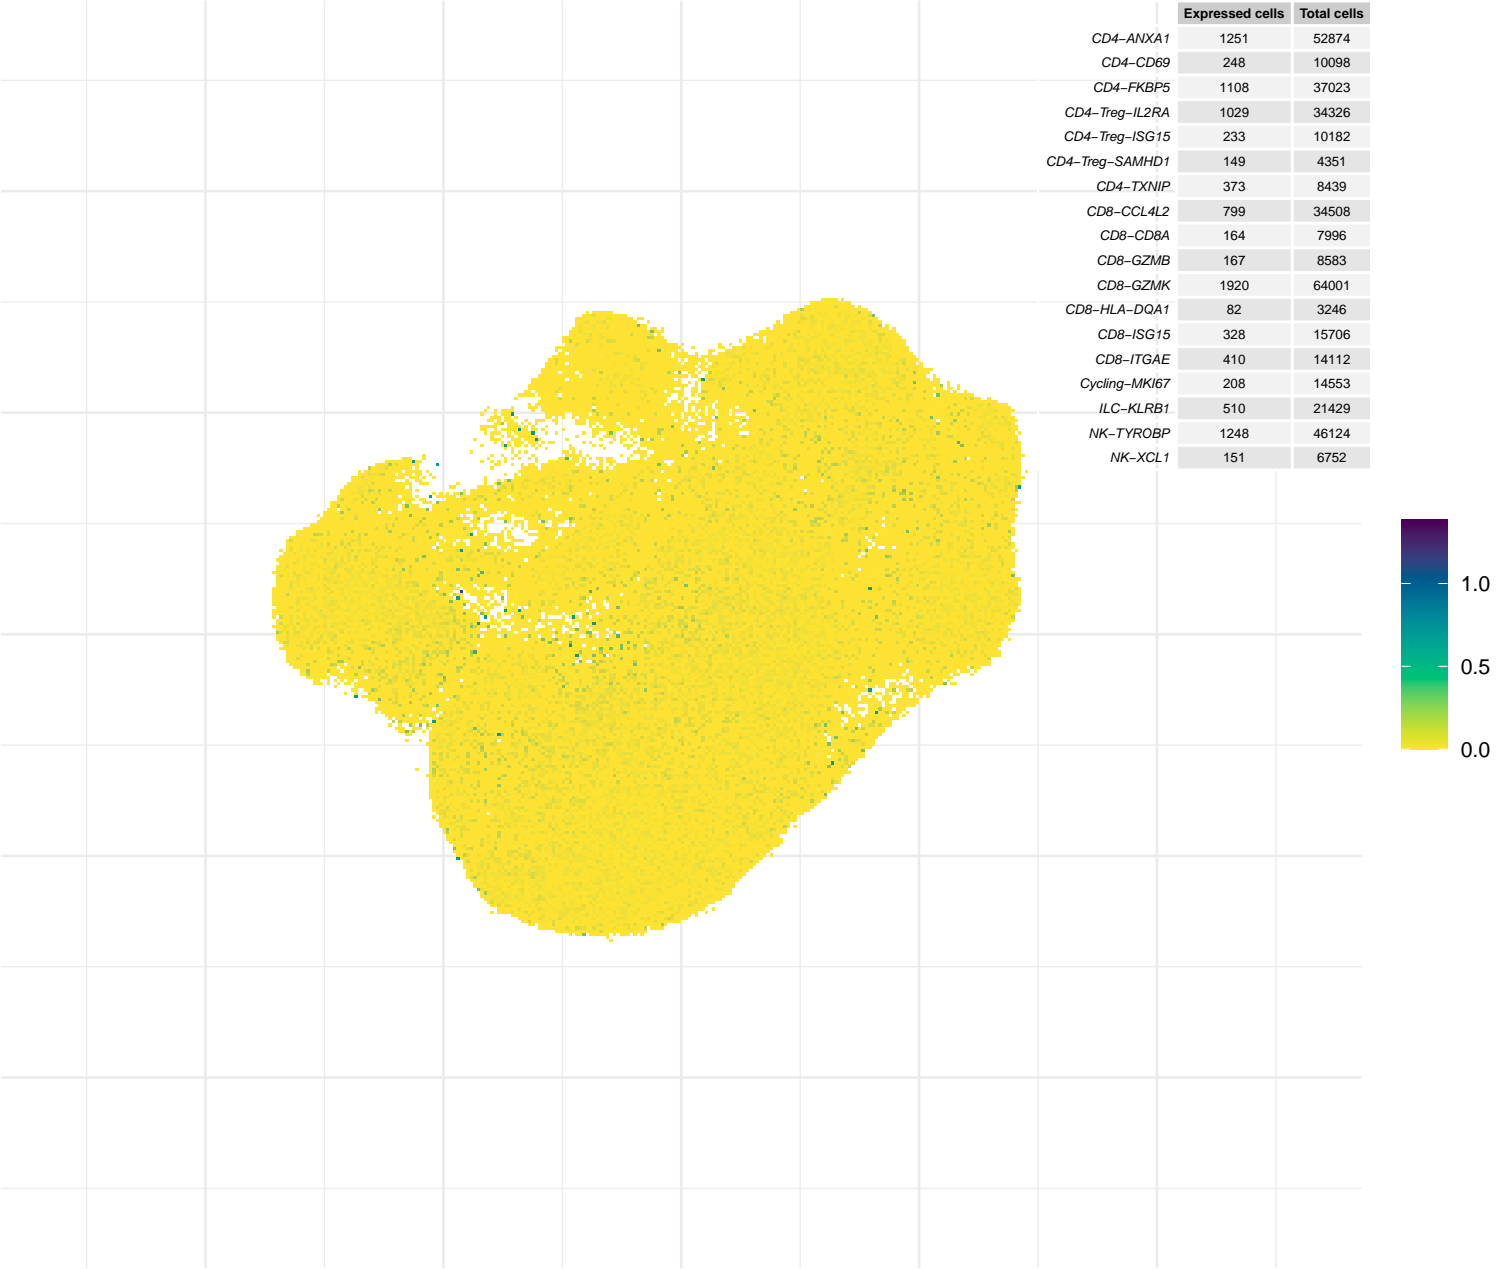 Expressed cells Total cells
CD4−ANXA1 1251 52874
CD4−CD69 248 10098
CD4−FKBP5 1108 37023
CD4−Treg−IL2RA 1029 34326
CD4−Treg−ISG15 233 10182
CD4−Treg−SAMHD1 149 4351
CD4−TXNIP 373 8439
CD8−CCL4L2 799 34508
CD8−CD8A 164 7996
CD8−GZMB 167 8583
CD8−GZMK 1920 64001
CD8−HLA−DQA1 82 3246
CD8−ISG15 328 15706
CD8−ITGAE 410 14112
Cycling−MKI67 208 14553
ILC−KLRB1 510 21429
NK−TYROBP 1248 46124
NK−XCL1 151 6752
1.0
0.5
0.0